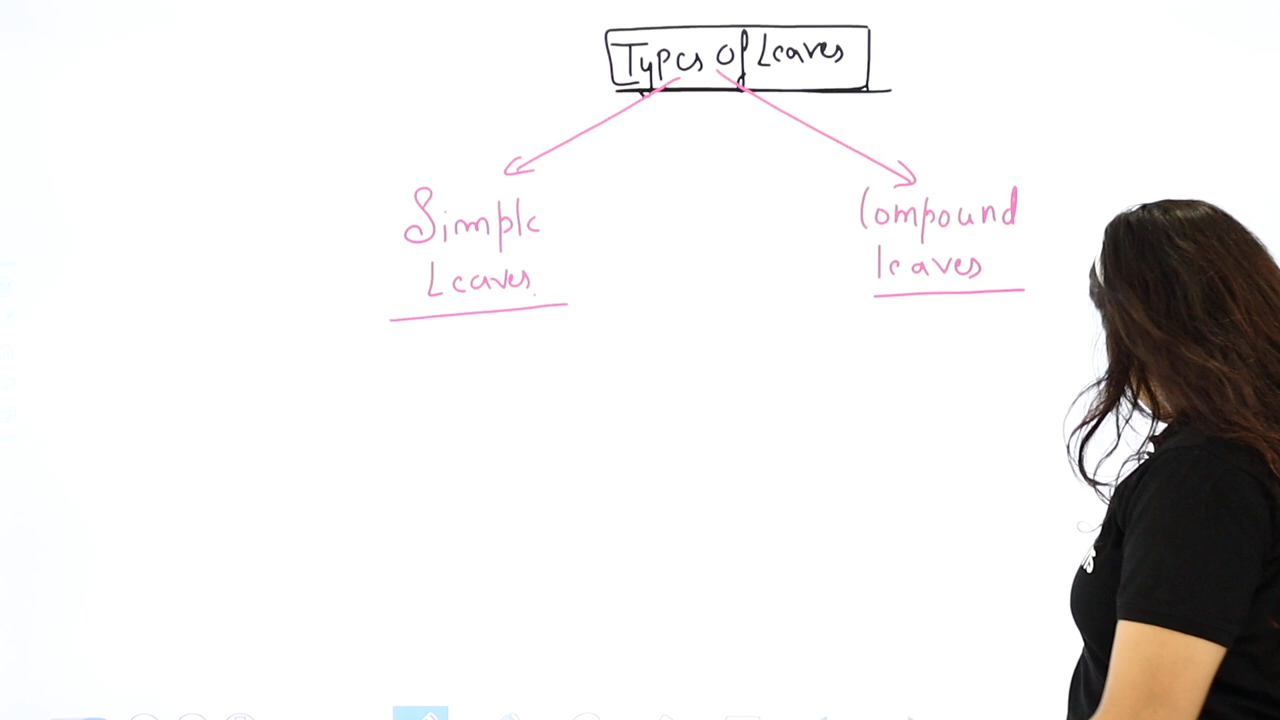 Types Of Leaves
Simple
Leaves
Compound
leaves